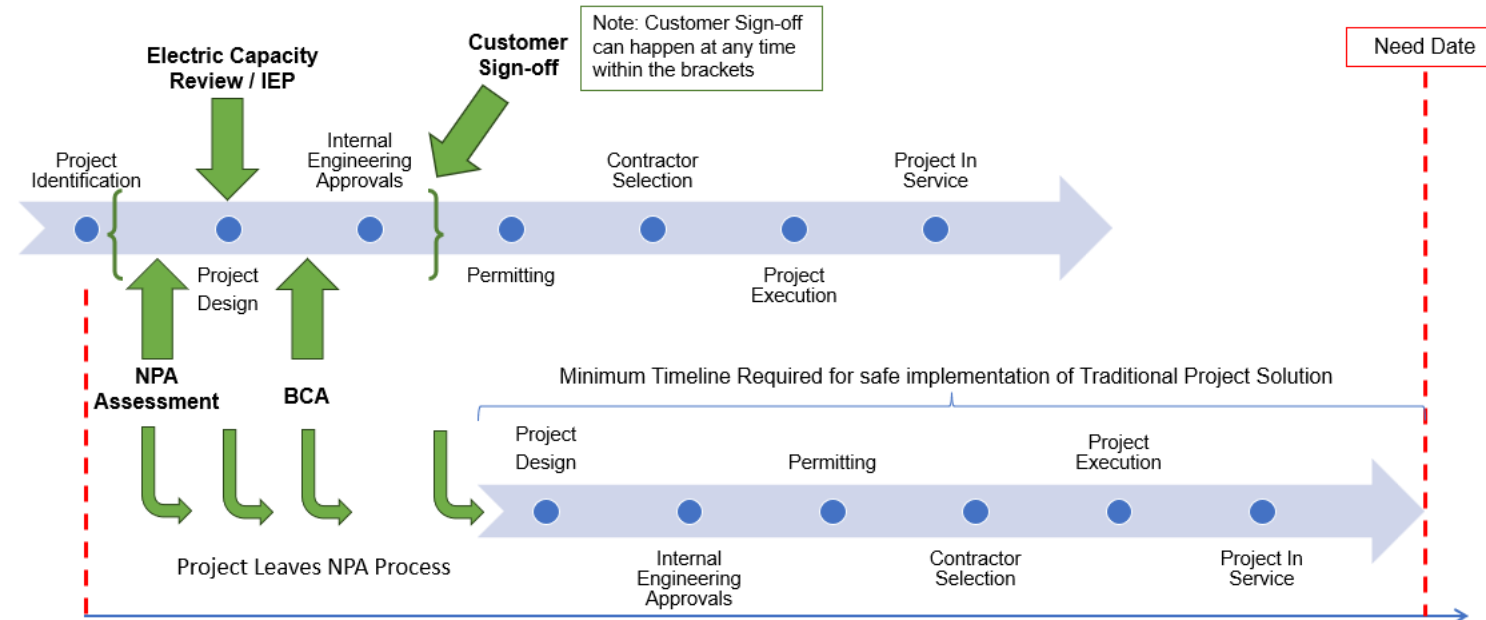 Electric Capacity
Review / IEP
Customer
Sign-off
Note: Customer Sign-off
can happen at any time
within the brackets
Need Date
Project
Identification
Internal
Engineering
Approvals
Contractor
Selection
Project In
Service
Project
Design
Permitting
Project
Execution
NPA
Assessment
BCA
Minimum Timeline Required for safe implementation of Traditional Project Solution
Project
Design
Permitting
Project
Execution
Internal
Engineering
Approvals
Contractor
Selection
Project In
Service
Project Leaves NPA Process